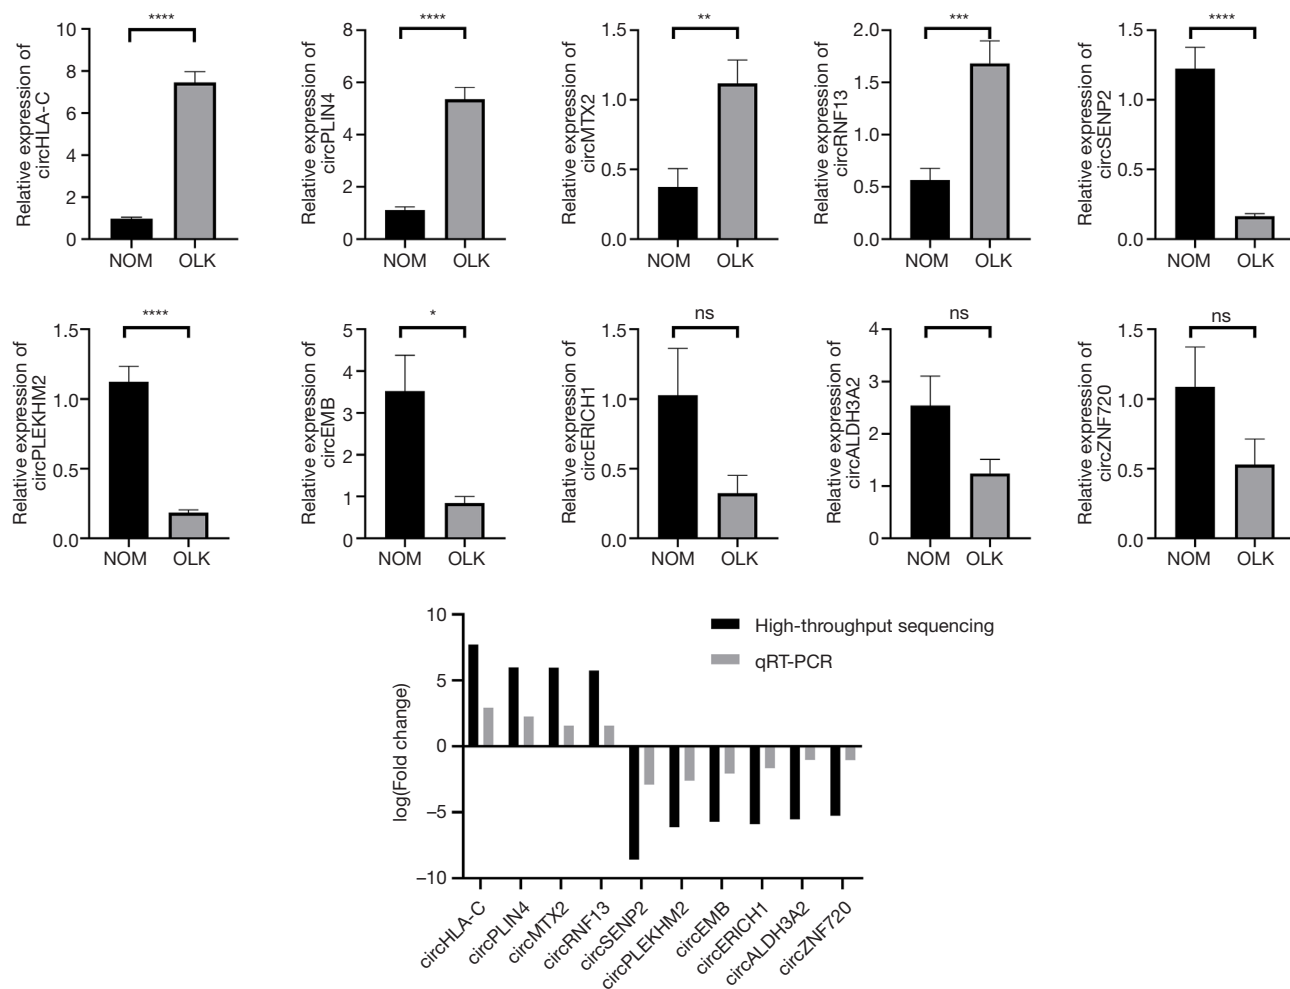 ****
10
8
6
4
2
0
Relative expression of
circHLA-C
NOM OLK
****
8
6
4
2
0
Relative expression of
circPLIN4
NOM OLK
**
1.5
1.0
0.5
0.0
Relative expression of
circMTX2
NOM OLK
***
2.0
1.5
1.0
0.5
0.0
Relative expression of
circRNF13
NOM OLK
****
1.5
1.0
0.5
0.0
Relative expression of
circSENP2
NOM OLK
****
1.5
1.0
0.5
0.0
Relative expression of
circPLEKHM2
NOM OLK
*
5
4
3
2
1
0
Relative expression of
circEMB
NOM OLK
ns
1.5
1.0
0.5
0.0
Relative expression of
circERICH1
NOM OLK
ns
4
3
2
1
0
Relative expression of
circALDH3A2
NOM OLK
ns
1.5
1.0
0.5
0.0
Relative expression of
circZNF720
NOM OLK
10
5
0
−5
−10
log(Fold change)
High-throughput sequencing
qRT-PCR
circHLA-C
circPLIN4
circMTX2
circRNF13
circSENP2
circPLEKHM2
circEMB
circERICH1
circALDH3A2
circZNF720